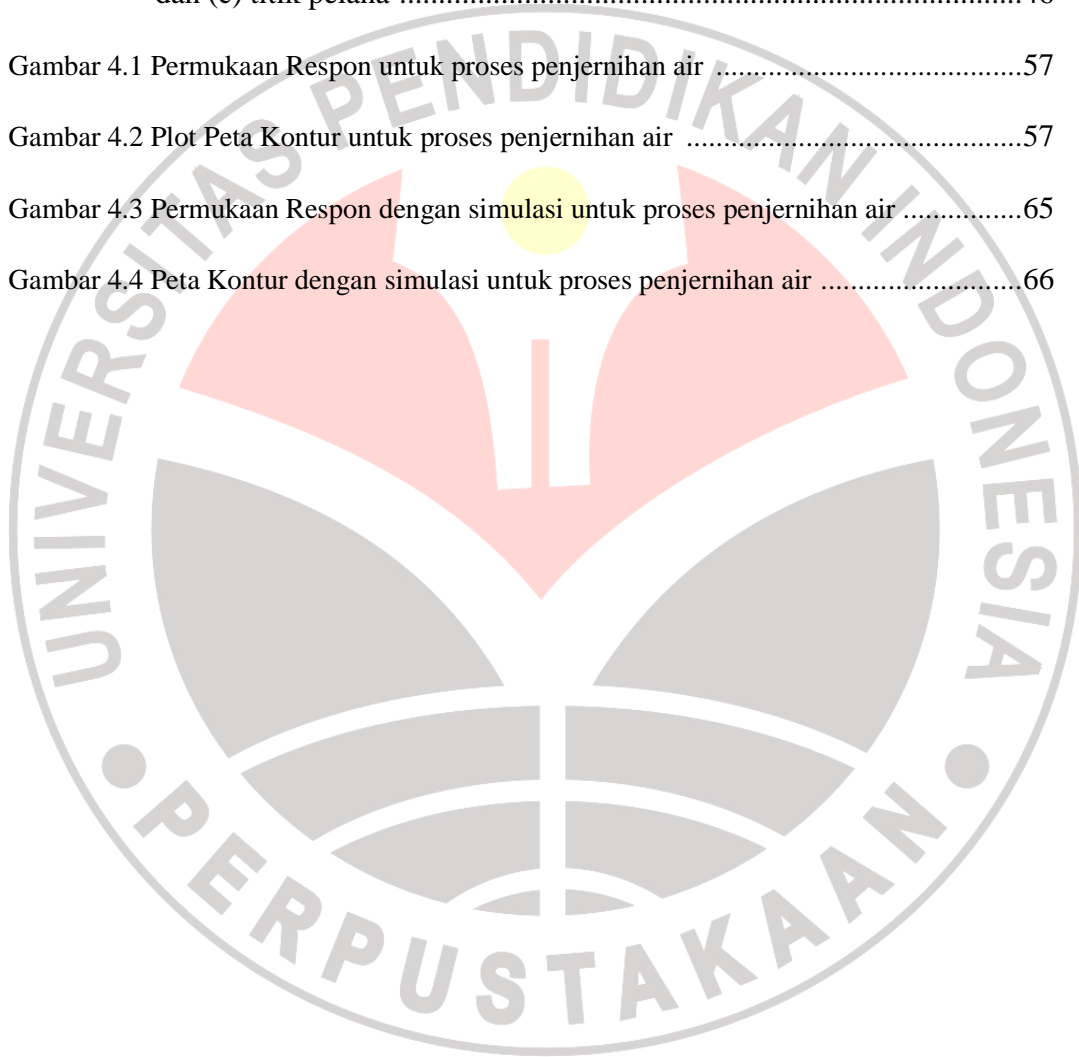 Gambar 4.1 Permukaan Respon untuk proses penjernihan air ....................................57
Gambar 4.2 Plot Peta Kontur untuk proses penjernihan air ........................................57
Gambar 4.3 Permukaan Respon dengan simulasi untuk proses penjernihan air ...............65
Gambar 4.4 Peta Kontur dengan simulasi untuk proses penjernihan air ..........................66
UNIVERSITAS PENDIDIKAN INDONESIA
PERPUSTAKAAN